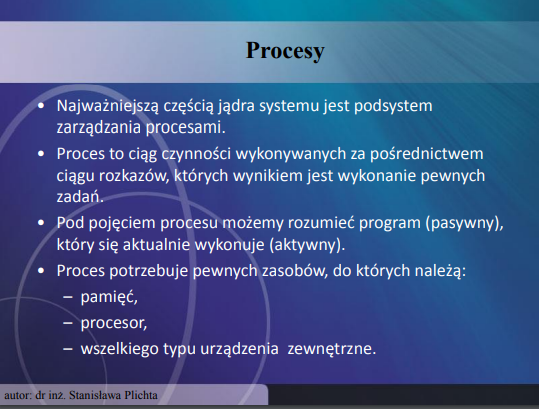 Procesy
• Najważniejszą częścią jądra systemu jest podsystem
zarządzania procesami.
• Proces to ciąg czynności wykonywanych za pośrednictwem
ciągu rozkazów, których wynikiem jest wykonanie pewnych
zadań.
• Pod pojęciem procesu możemy rozumieć program (pasywny),
który się aktualnie wykonuje (aktywny).
• Proces potrzebuje pewnych zasobów, do których należą:
– pamięć,
– procesor,
– wszelkiego typu urządzenia zewnętrzne.
autor: dr inż. Stanisława Plichta